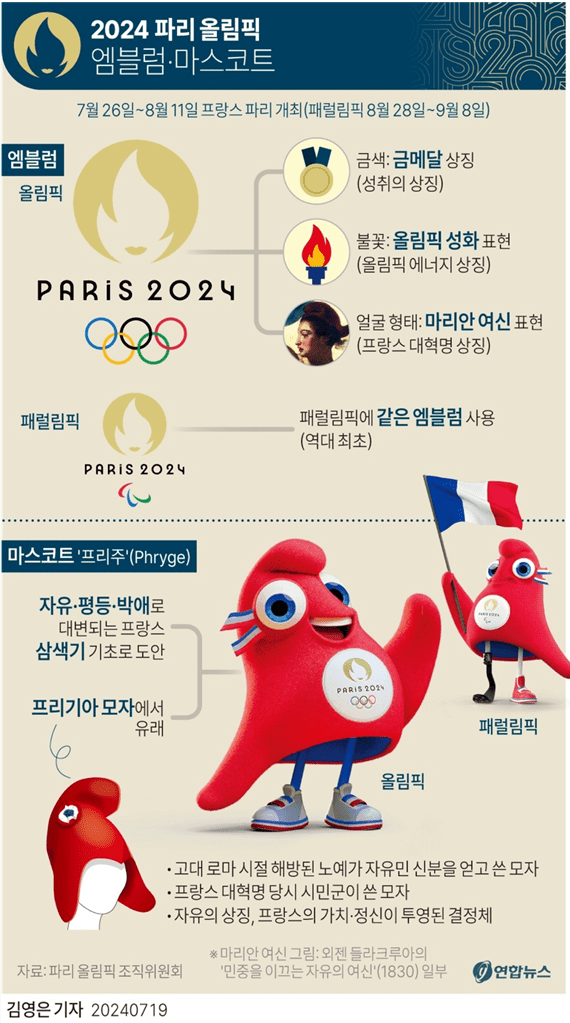 2024 파리 올림픽
엠블럼·마스코트
7월 26일~8월 11일 프랑스 파리 개최(패럴림픽 8월 28일~9월 8일)
엠블럼
올림픽
PARIS 2024
금색: 금메달 상징
(성취의 상징)
불꽃: 올림픽 성화 표현
(올림픽 에너지 상징)
얼굴 형태: 마리안 여신 표현
(프랑스 대혁명 상징)
패럴림픽
PARIS 2024
패럴림픽에 같은 엠블럼 사용
(역대 최초)
마스코트 '프리주'(Phryge)
자유·평등·박애로
대변되는 프랑스
삼색기 기초로 도안
프리기아 모자에서
유래
PARIS 2024
올림픽
패럴림픽
• 고대 로마 시절 해방된 노예가 자유민 신분을 얻고 쓴 모자
• 프랑스 대혁명 당시 시민군이 쓴 모자
• 자유의 상징, 프랑스의 가치·정신이 투영된 결정체
※ 마리안 여신 그림: 외젠 들라크루아의
'민중을 이끄는 자유의 여신'(1830) 일부
자료: 파리 올림픽 조직위원회
연합뉴스
김영은 기자 20240719